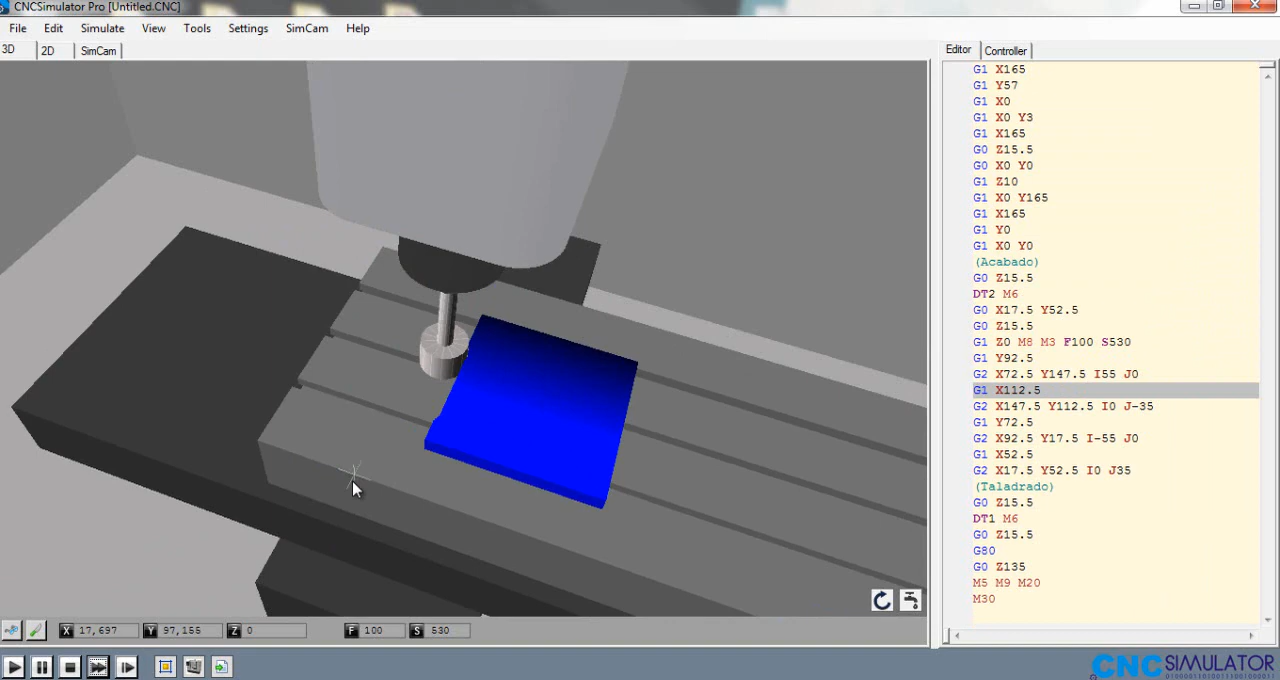 CNCSimulator Pro [Untitled.CNC]
File Edit Simulate View Tools Settings SimCam Help
3D 2D SimCam
Editor Controller
G1 X165
G1 Y57
G1 X0
G1 X0 Y3
G1 X165
G0 Z15.5
G0 X0 Y0
G1 Z10
G1 X0 Y165
G1 X165
G1 Y0
G1 X0 Y0
(Acabado)
G0 Z15.5
DT2 M6
G0 X17.5 Y52.5
G0 Z15.5
G1 Z0 M8 M3 F100 S530
G1 Y92.5
G2 X72.5 Y147.5 I55 J0
G1 X112.5
G2 X147.5 Y112.5 I0 J-35
G1 Y72.5
G2 X92.5 Y17.5 I-55 J0
G1 X52.5
G2 X17.5 Y52.5 I0 J35
(Taladrado)
G0 Z15.5
DT1 M6
G0 Z15.5
G80
G0 Z135
M5 M9 M20
M30
X 17,697 Y 97,155 Z 0 F 100 S 530
CNC SIMULATOR